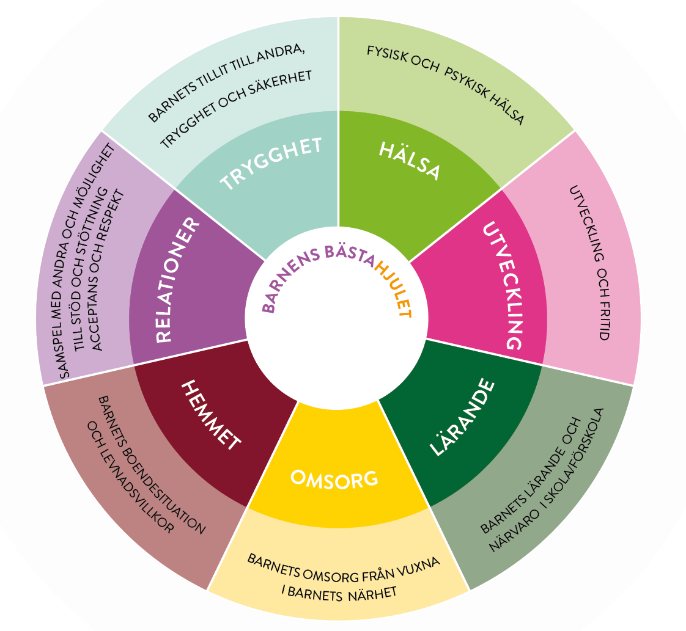 BARNENS BÄSTAHJULET
TRYGGHET
BARNETS TILLIT TILL ANDRA,
TRYGGHET OCH SÄKERHET
HÄLSA
FYSISK OCH PSYKISK HÄLSA
UTVECKLING
UTVECKLING OCH FRITID
LÄRANDE
BARNETS LÄRANDE OCH
NÄRVARO I SKOLA/FÖRSKOLA
OMSORG
BARNETS OMSORG FRÅN VUXNA
I BARNETS NÄRHET
HEMMET
BARNETS BOENDESITUATION
OCH LEVNADSVILLKOR
RELATIONER
SAMSPEL MED ANDRA OCH MÖJLIGHET
TILL STÖD OCH STÖTTNING
ACCEPTANS OCH RESPEKT